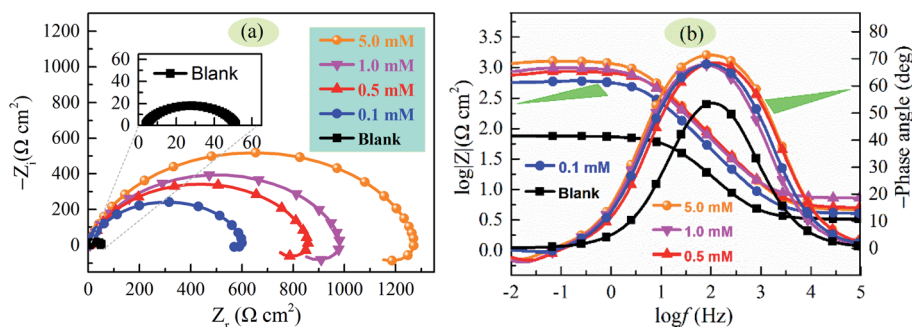 (a)
1200
1000
800
600
400
200
0
0 200 400 600 800 1000 1200
−Zᵢ(Ω cm²)
Zᵣ (Ω cm²)
5.0 mM
1.0 mM
0.5 mM
0.1 mM
Blank
60
40
20
0
0 20 40 60
Blank
(b)
3.5
3.0
2.5
2.0
1.5
1.0
0.5
0.0
log|Z|(Ω cm²)
-2 -1 0 1 2 3 4 5
logf (Hz)
80
70
60
50
40
30
20
10
0
−Phase angle (deg)
0.1 mM
Blank
5.0 mM
1.0 mM
0.5 mM